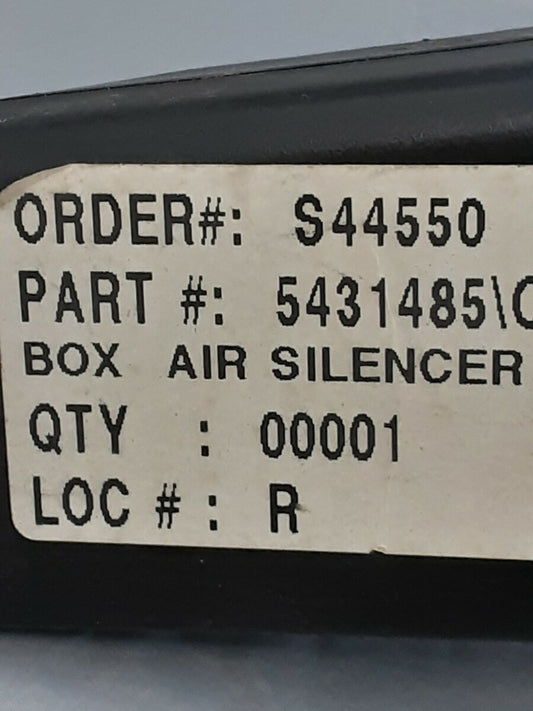 ORDER#: S44550
PART #: 5431485\
BOX AIR SILENCER
QTY : 00001
LOC # : R